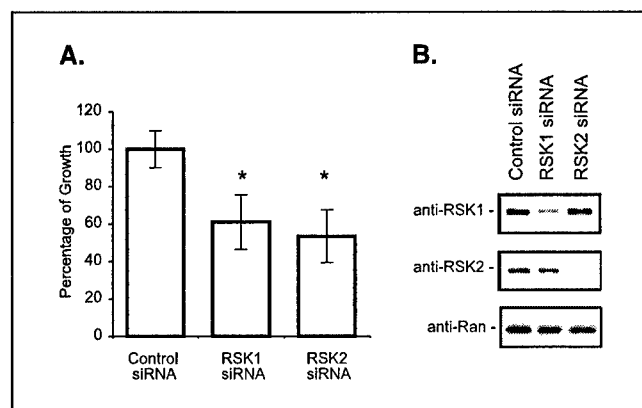 A.
Percentage of Growth
120
100
80
60
40
20
0
*
*
Control
siRNA
RSK1
siRNA
RSK2
siRNA
B.
Control siRNA
RSK1 siRNA
RSK2 siRNA
anti-RSK1 -
anti-RSK2 -
anti-Ran -